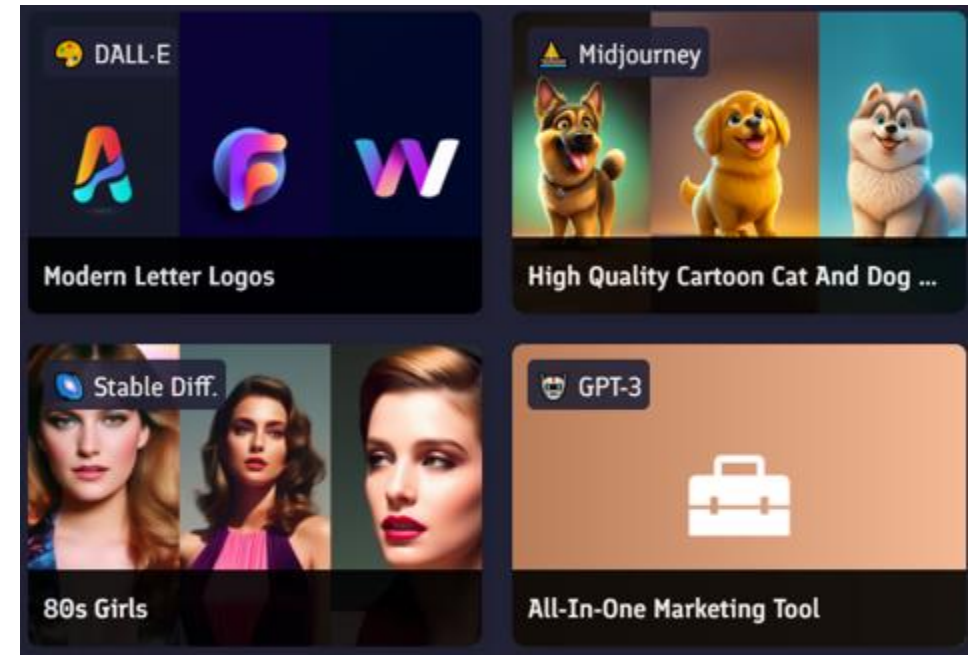 DALL·E
A F W
Modern Letter Logos
Midjourney
High Quality Cartoon Cat And Dog ...
Stable Diff.
80s Girls
GPT-3
All-In-One Marketing Tool